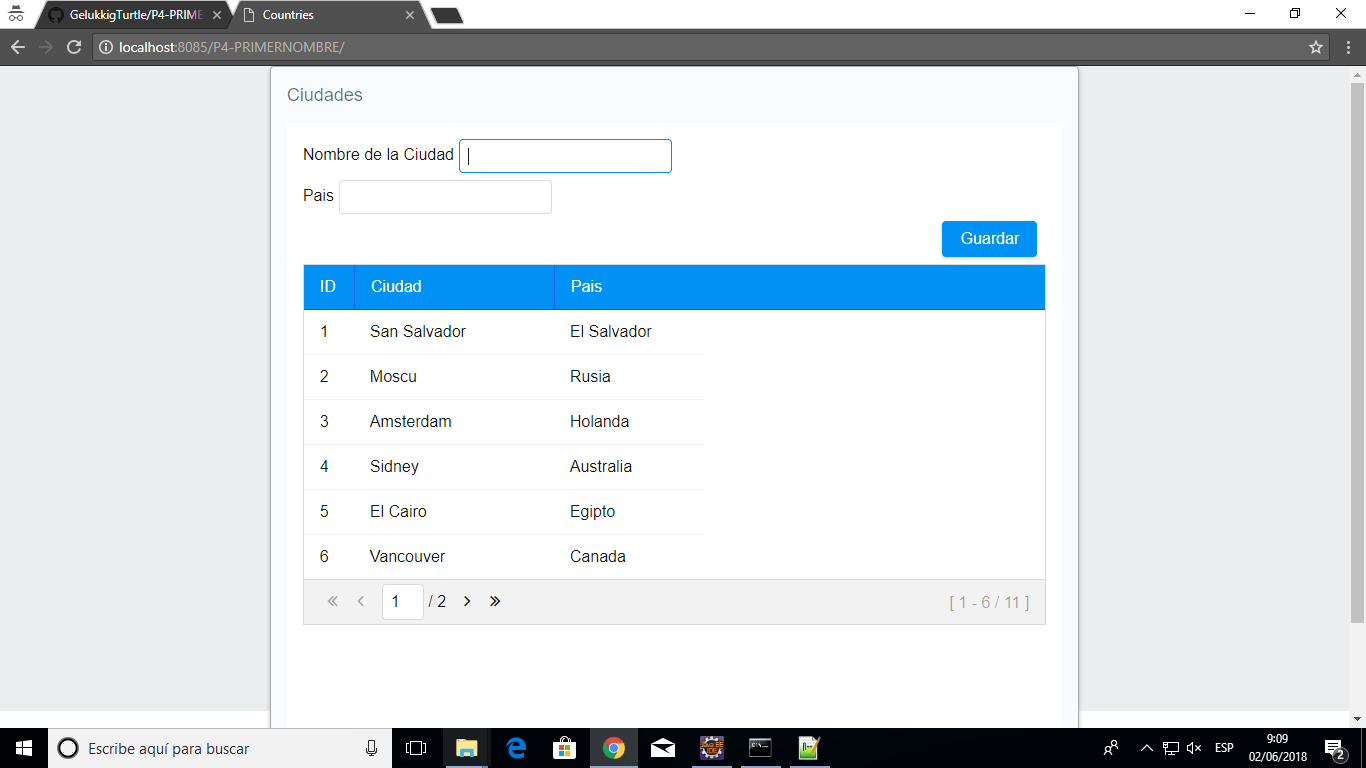 GelukkigTurtle/P4-PRIME
Countries
localhost:8085/P4-PRIMERNOMBRE/
Ciudades
Nombre de la Ciudad
Pais
Guardar
ID Ciudad Pais
1 San Salvador El Salvador
2 Moscu Rusia
3 Amsterdam Holanda
4 Sidney Australia
5 El Cairo Egipto
6 Vancouver Canada
1 / 2 [ 1 - 6 / 11 ]
Escribe aquí para buscar
ESP
9:09
02/06/2018
2